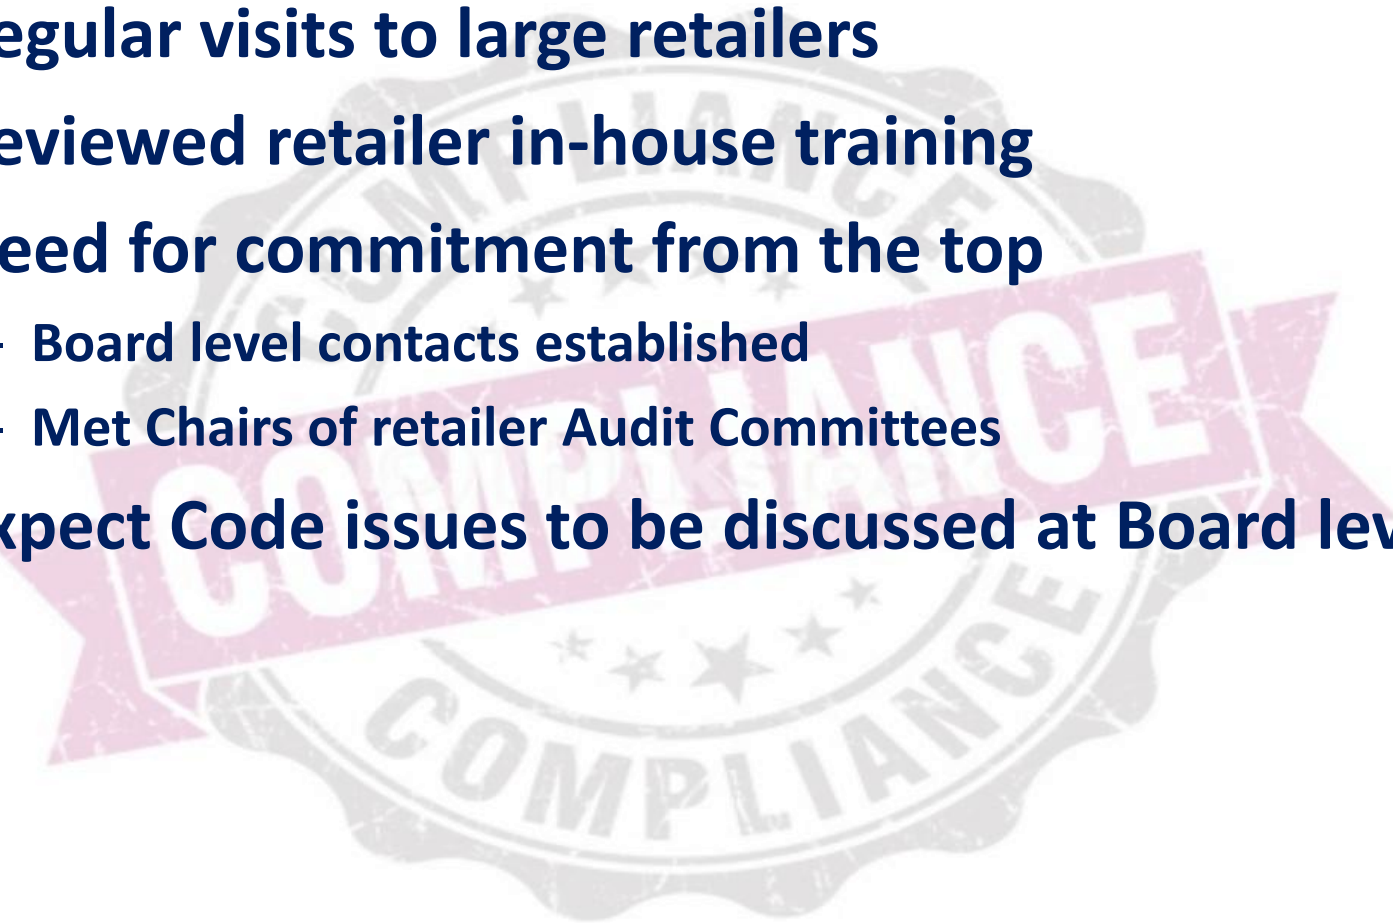 egular visits to large retailers
eviewed retailer in-house training
eed for commitment from the top
- Board level contacts established
- Met Chairs of retailer Audit Committees
xpect Code issues to be discussed at Board lev
COMPLIANCE
COMPLIANCE
COMPLIANCE